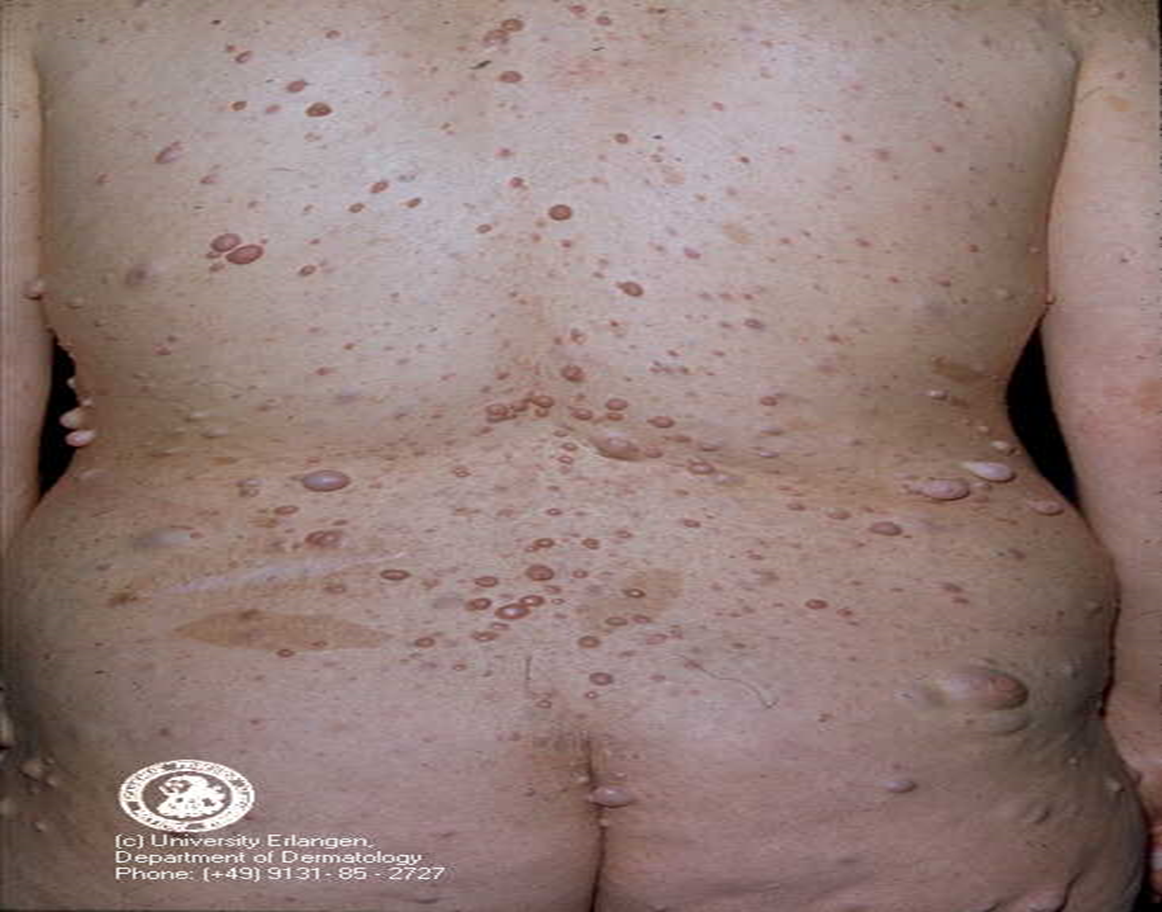 (c) University Erlangen,
Department of Dermatology
Phone: (+49) 9131- 85 - 2727